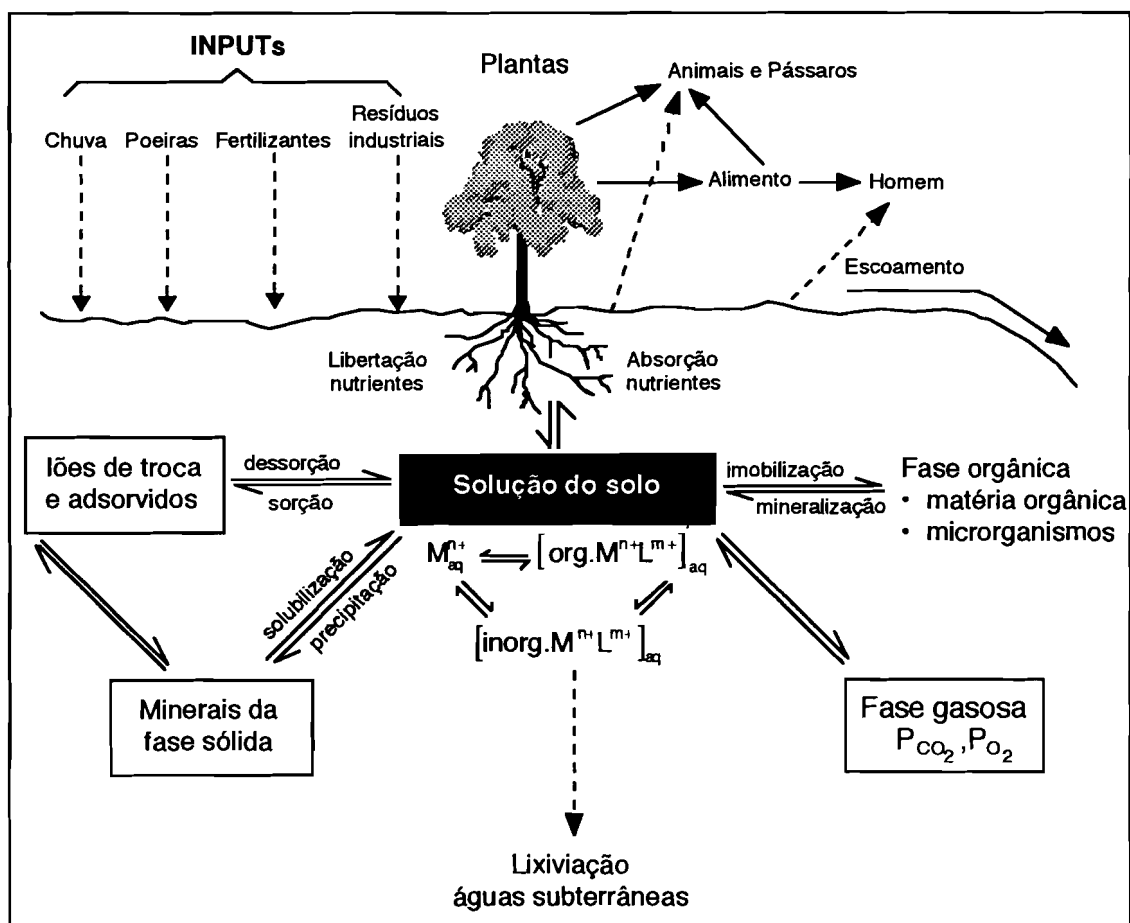 INPUTs
Chuva
Poeiras
Fertilizantes
Resíduos
industriais
Plantas
Animais e Pássaros
Alimento
Homem
Escoamento
Libertação
nutrientes
Absorção
nutrientes
Iões de troca
e adsorvidos
dessorção
sorção
Solução do solo
imobilização
mineralização
Fase orgânica
• matéria orgânica
• microrganismos
M^{n+}_{aq} ⇌ [org.M^{n+}L^{m+}]_{aq}
[inorg.M^{n+}L^{m+}]_{aq}
solubilização
precipitação
Minerais da
fase sólida
Fase gasosa
P_{CO₂},P_{O₂}
Lixiviação
águas subterrâneas